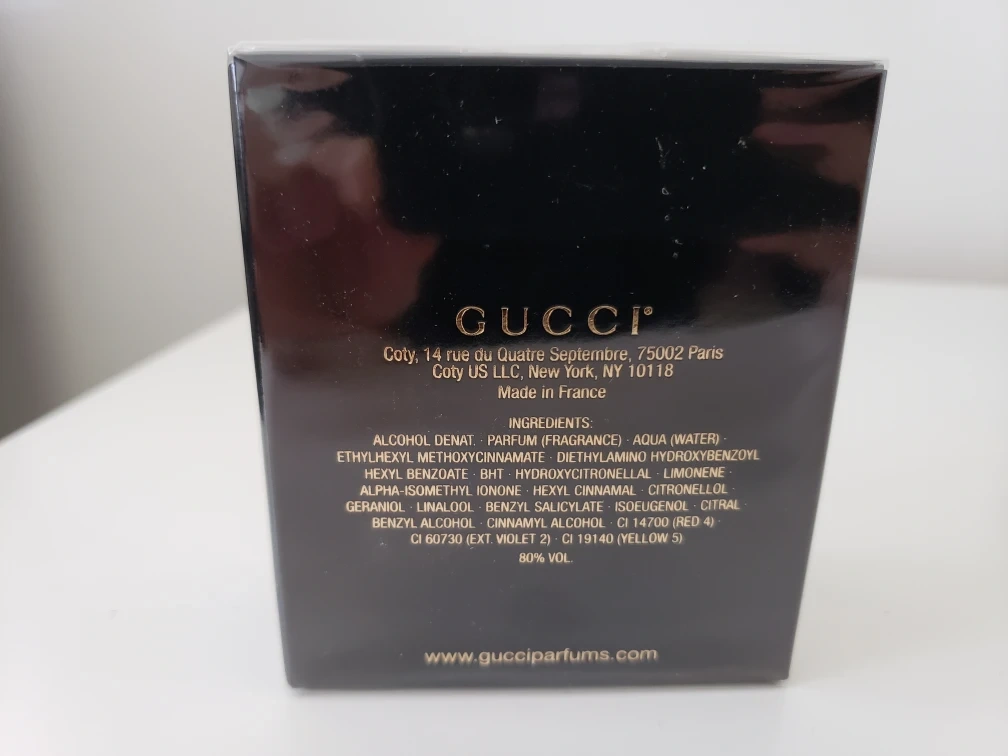 GUCCI®
Coty, 14 rue du Quatre Septembre, 75002 Paris
Coty US LLC, New York, NY 10118
Made in France
INGREDIENTS:
ALCOHOL DENAT. · PARFUM (FRAGRANCE) · AQUA (WATER) ·
ETHYLHEXYL METHOXYCINNAMATE · DIETHYLAMINO HYDROXYBENZOYL
HEXYL BENZOATE · BHT · HYDROXYCITRONELLAL · LIMONENE ·
ALPHA-ISOMETHYL IONONE · HEXYL CINNAMAL · CITRONELLOL ·
GERANIOL · LINALOOL · BENZYL SALICYLATE · ISOEUGENOL · CITRAL ·
BENZYL ALCOHOL · CINNAMYL ALCOHOL · CI 14700 (RED 4) ·
CI 60730 (EXT. VIOLET 2) · CI 19140 (YELLOW 5)
80% VOL.
www.gucciparfums.com